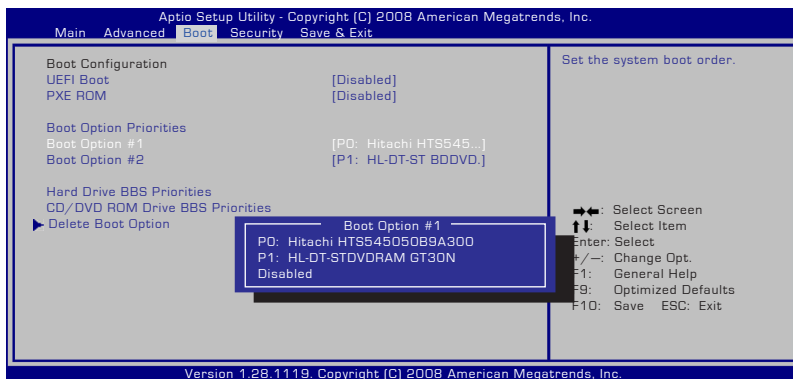 Aptio Setup Utility - Copyright (C) 2008 American Megatrends, Inc.
Main Advanced Boot Security Save & Exit
Boot Configuration
UEFI Boot [Disabled]
PXE ROM [Disabled]
Boot Option Priorities
Boot Option #1 [P0: Hitachi HTS545...]
Boot Option #2 [P1: HL-DT-ST BDDVD.]
Hard Drive BBS Priorities
CD/DVD ROM Drive BBS Priorities
Delete Boot Option
Boot Option #1
P0: Hitachi HTS545050B9A300
P1: HL-DT-STDVDRAM GT30N
Disabled
Set the system boot order.
→←: Select Screen
↑↓: Select Item
Enter: Select
+/—: Change Opt.
F1: General Help
F9: Optimized Defaults
F10: Save ESC: Exit
Version 1.28.1119. Copyright (C) 2008 American Megatrends, Inc.